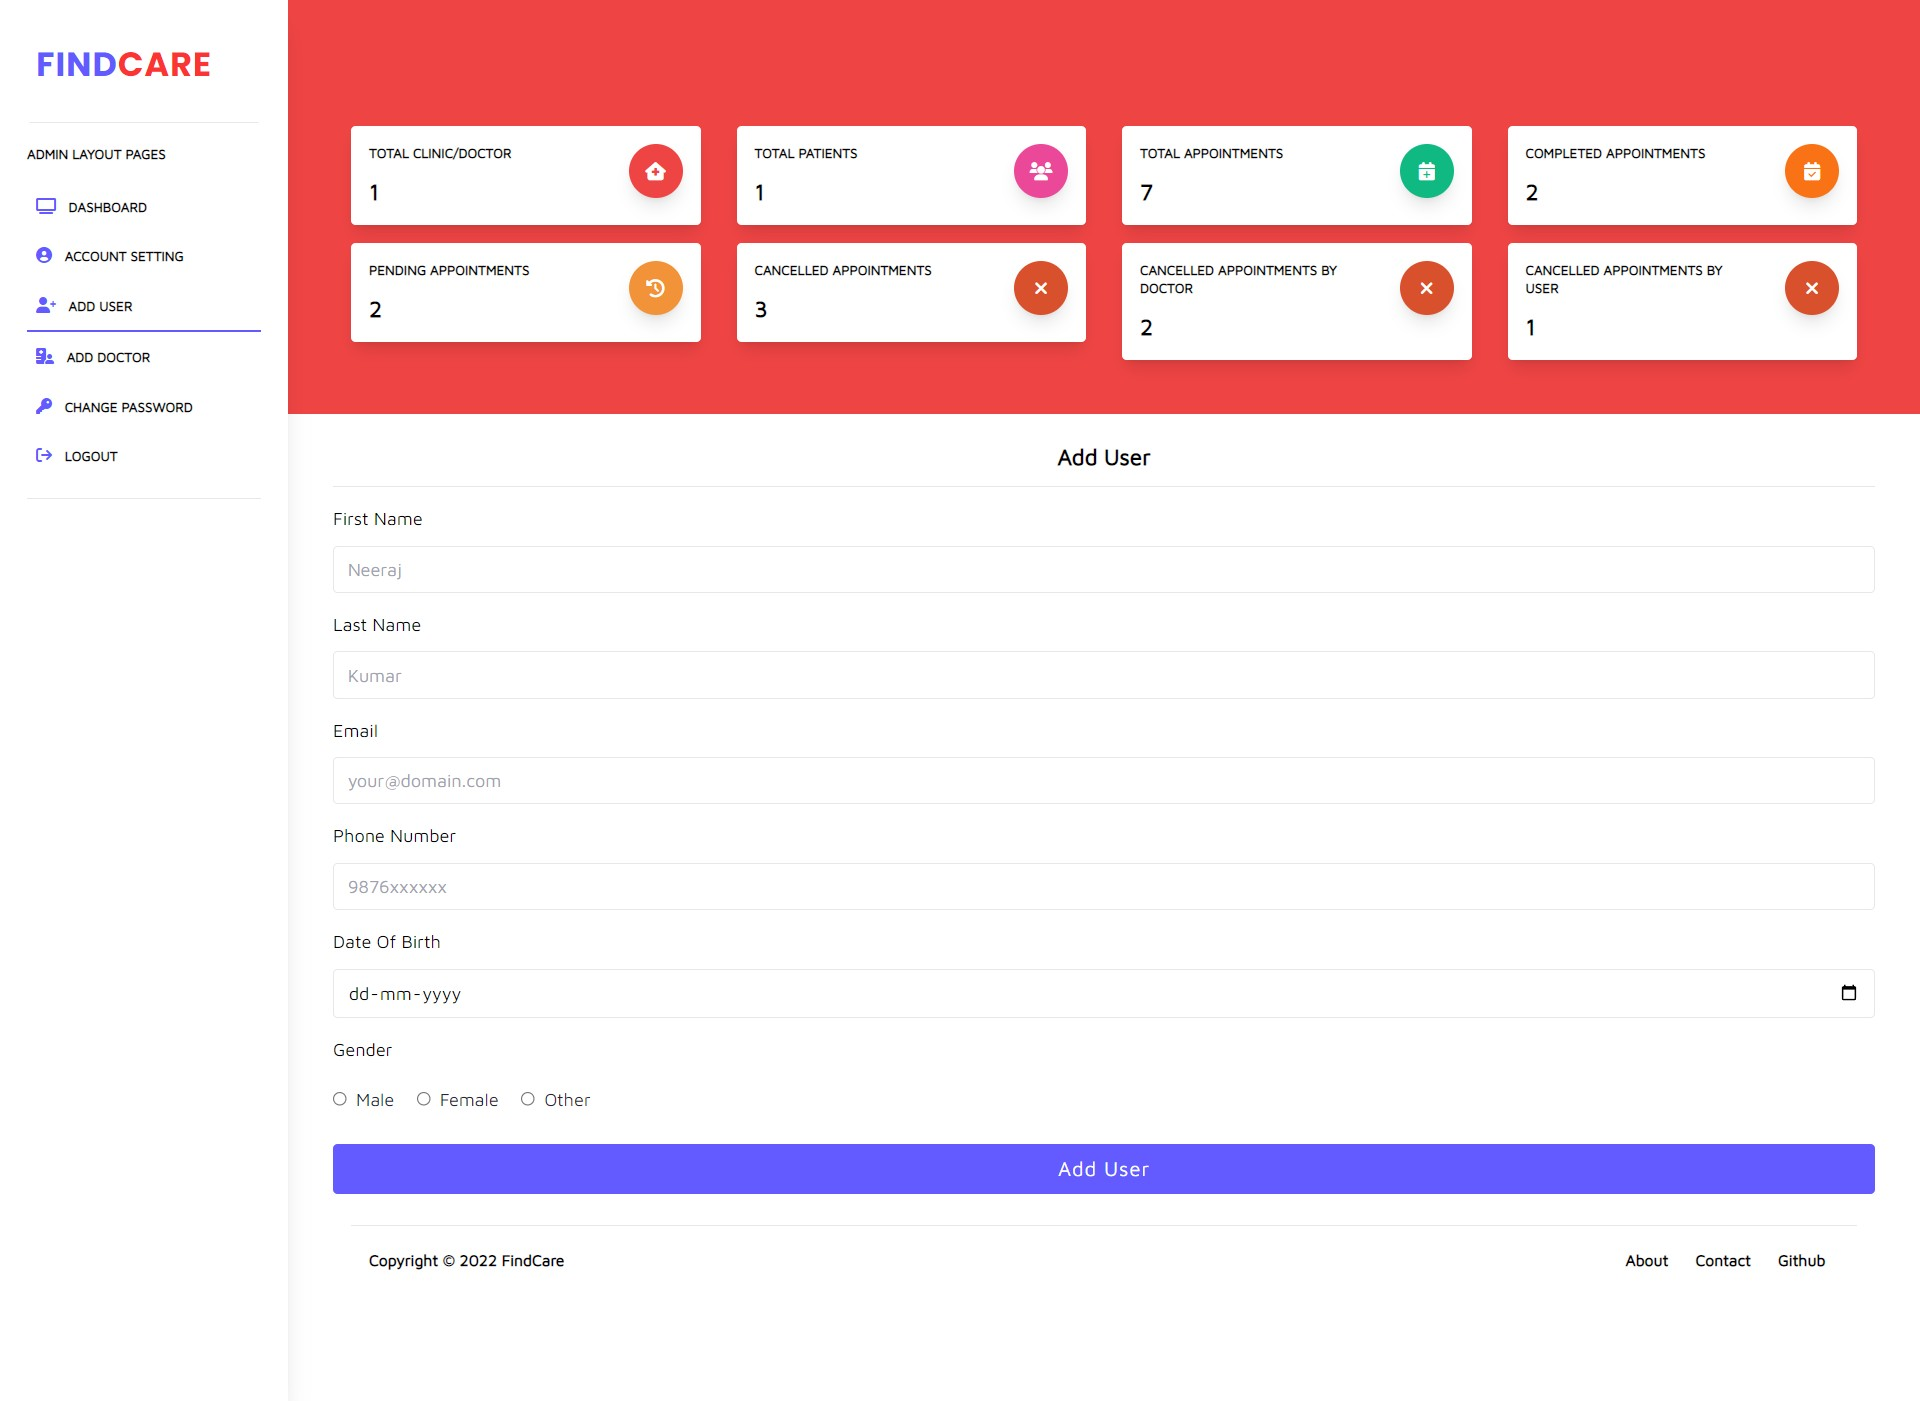 FINDCARE
ADMIN LAYOUT PAGES
DASHBOARD
ACCOUNT SETTING
ADD USER
ADD DOCTOR
CHANGE PASSWORD
LOGOUT
TOTAL CLINIC/DOCTOR
1
TOTAL PATIENTS
1
TOTAL APPOINTMENTS
7
COMPLETED APPOINTMENTS
2
PENDING APPOINTMENTS
2
CANCELLED APPOINTMENTS
3
CANCELLED APPOINTMENTS BY
DOCTOR
2
CANCELLED APPOINTMENTS BY
USER
1
Add User
First Name
Neeraj
Last Name
Kumar
Email
your@domain.com
Phone Number
9876xxxxxx
Date Of Birth
dd-mm-yyyy
Gender
Male Female Other
Add User
Copyright © 2022 FindCare
About Contact Github